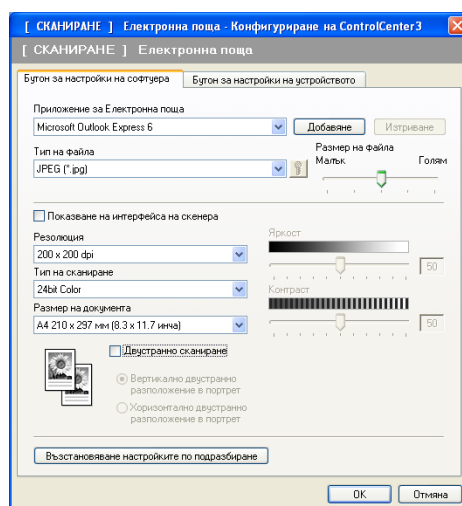 [ СКАНИРАНЕ ] Електронна поща - Конфигуриране на ControlCenter3
[ СКАНИРАНЕ ] Електронна поща
Бутон за настройки на софтуера Бутон за настройки на устройството
Приложение за Електронна поща
Microsoft Outlook Express 6 Добавяне Изтриване
Тип на файла Размер на файла
JPEG (*.jpg) Малък Голям
Показване на интерфейса на скенера
Резолюция Яркост
200 x 200 dpi 50
Тип на сканиране
24bit Color Контраст
Размер на документа
A4 210 x 297 мм (8.3 x 11.7 инча) 50
Двустранно сканиране
Вертикално двустранно
разположение в портрет
Хоризонтално двустранно
разположение в портрет
Възстановяване настройките по подразбиране
OK Отмяна